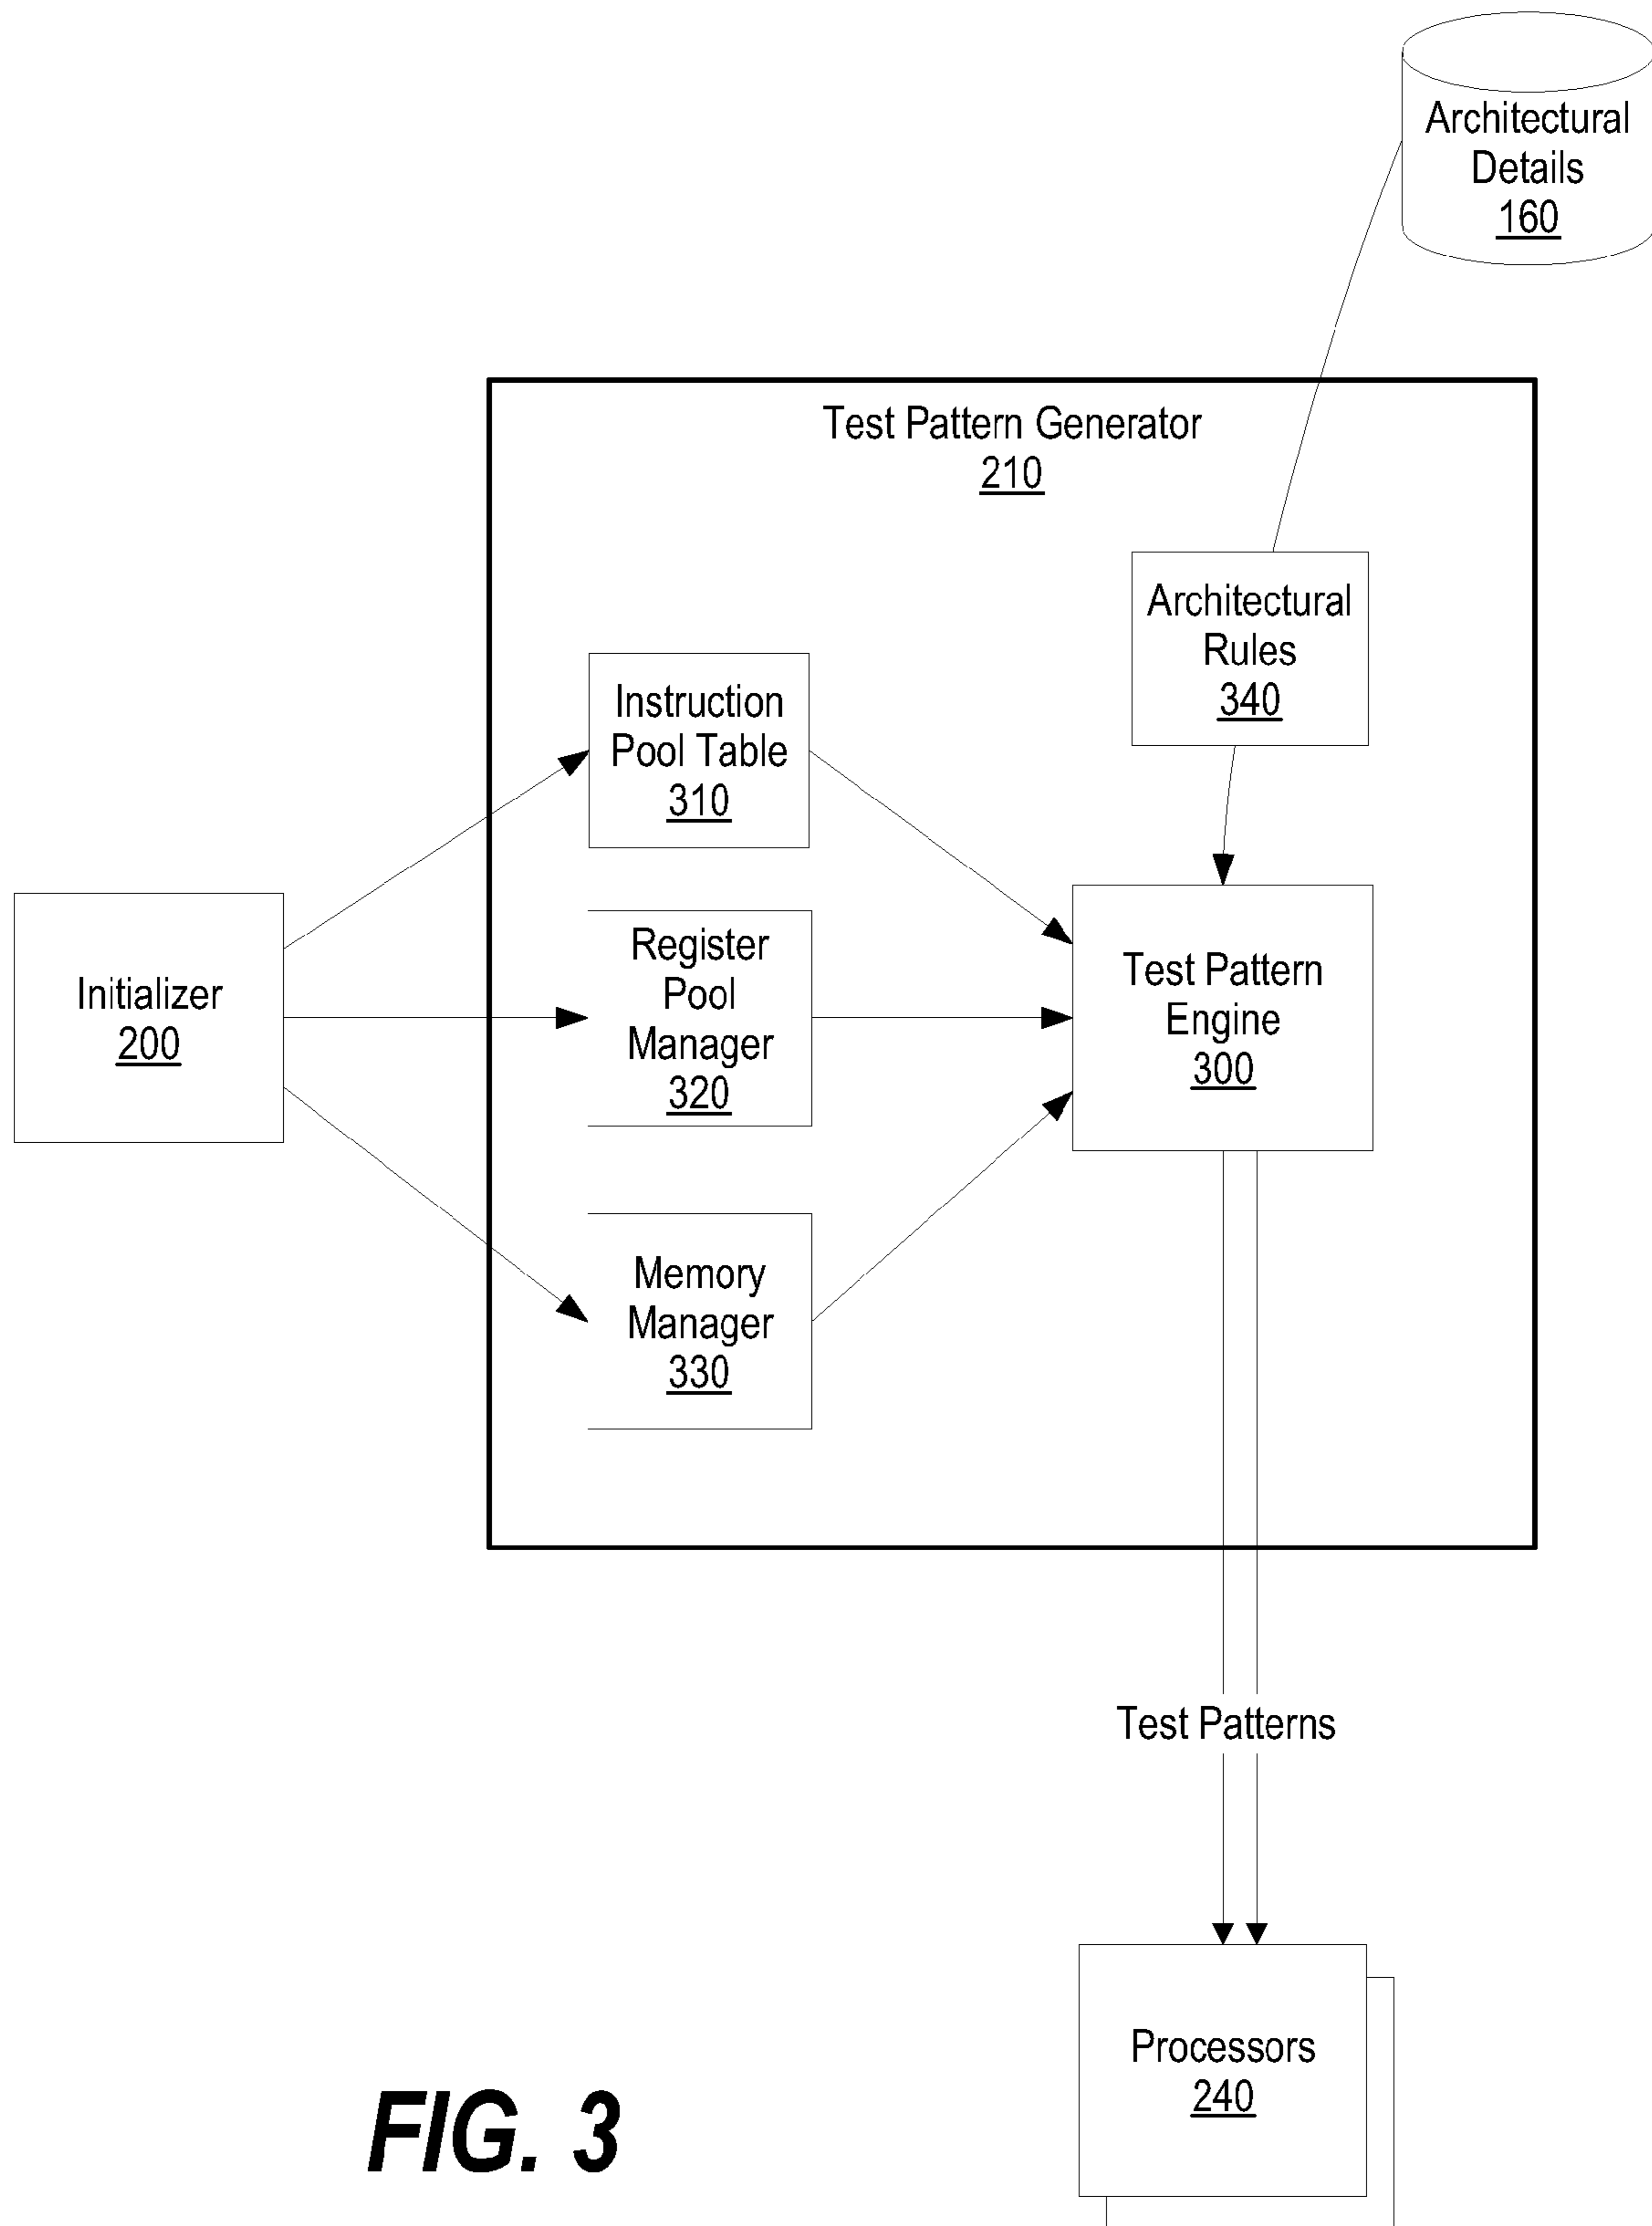 Architectural
Details
160
Test Pattern Generator
210
Architectural
Rules
340
Instruction
Pool Table
310
Register
Pool
Manager
320
Initializer
200
Test Pattern
Engine
300
Memory
Manager
330
Test Patterns
Processors
240
FIG. 3